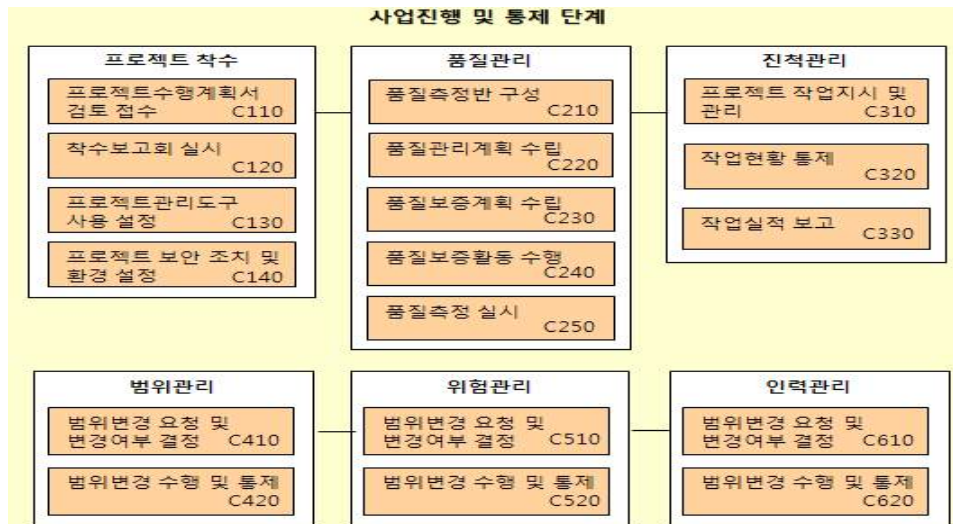 사업진행 및 통제 단계
프로젝트 착수
프로젝트수행계획서
검토 접수 C110
착수보고회 실시
C120
프로젝트관리도구
사용 설정 C130
프로젝트 보안 조치 및
환경 설정 C140
품질관리
품질측정반 구성
C210
품질관리계획 수립
C220
품질보증계획 수립
C230
품질보증활동 수행
C240
품질측정 실시
C250
진척관리
프로젝트 작업지시 및
관리 C310
작업현황 통제
C320
작업실적 보고
C330
범위관리
범위변경 요청 및
변경여부 결정 C410
범위변경 수행 및 통제
C420
위험관리
범위변경 요청 및
변경여부 결정 C510
범위변경 수행 및 통제
C520
인력관리
범위변경 요청 및
변경여부 결정 C610
범위변경 수행 및 통제
C620